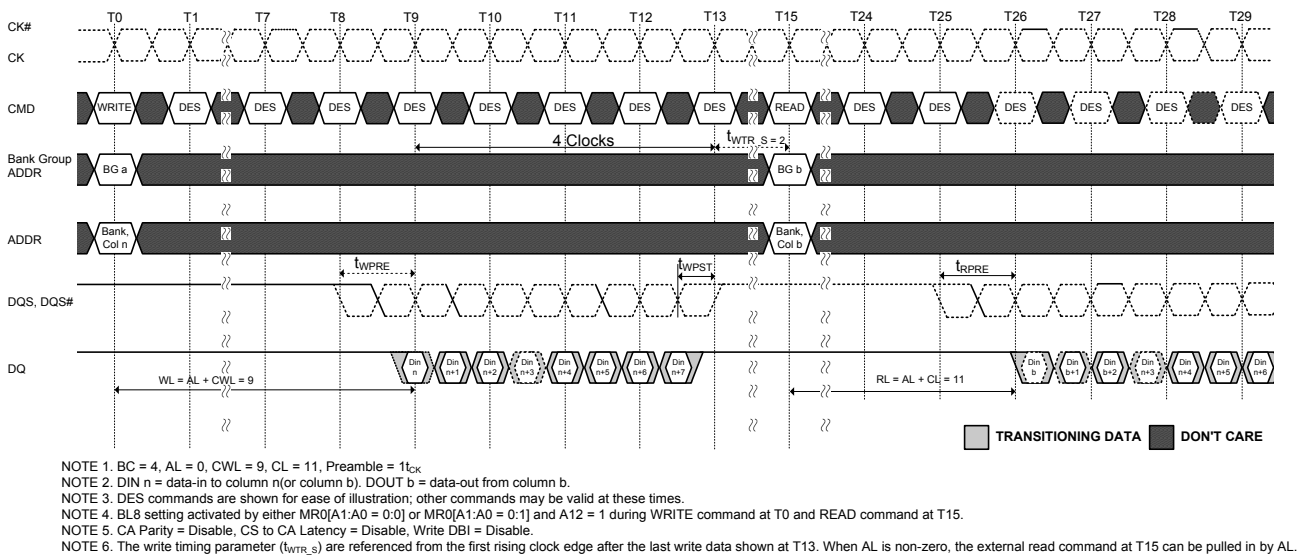 CK#
CK
T0 T1 T7 T8 T9 T10 T11 T12 T13 T15 T24 T25 T26 T27 T28 T29
CMD
WRITE DES DES DES DES DES DES DES DES READ DES DES DES DES DES DES
4 Clocks
tWTR_S = 2
Bank Group
ADDR
BG a BG b
ADDR
Bank,
Col n
Bank,
Col b
tWPRE tWPST tRPRE
DQS, DQS#
DQ
Din n Din n+1 Din n+2 Din n+3 Din n+4 Din n+5 Din n+6 Din n+7
Din b Din b+1 Din b+2 Din n+3 Din n+4 Din n+5 Din n+6
WL = AL + CWL = 9
RL = AL + CL = 11
TRANSITIONING DATA DON'T CARE
NOTE 1. BC = 4, AL = 0, CWL = 9, CL = 11, Preamble = 1tCK
NOTE 2. DIN n = data-in to column n(or column b). DOUT b = data-out from column b.
NOTE 3. DES commands are shown for ease of illustration; other commands may be valid at these times.
NOTE 4. BL8 setting activated by either MR0[A1:A0 = 0:0] or MR0[A1:A0 = 0:1] and A12 = 1 during WRITE command at T0 and READ command at T15.
NOTE 5. CA Parity = Disable, CS to CA Latency = Disable, Write DBI = Disable.
NOTE 6. The write timing parameter (tWTR_S) are referenced from the first rising clock edge after the last write data shown at T13. When AL is non-zero, the external read command at T15 can be pulled in by AL.